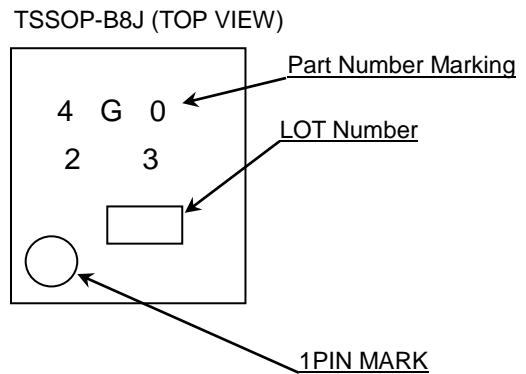 TSSOP-B8J (TOP VIEW)
Part Number Marking
4 G 0
LOT Number
2 3
1PIN MARK